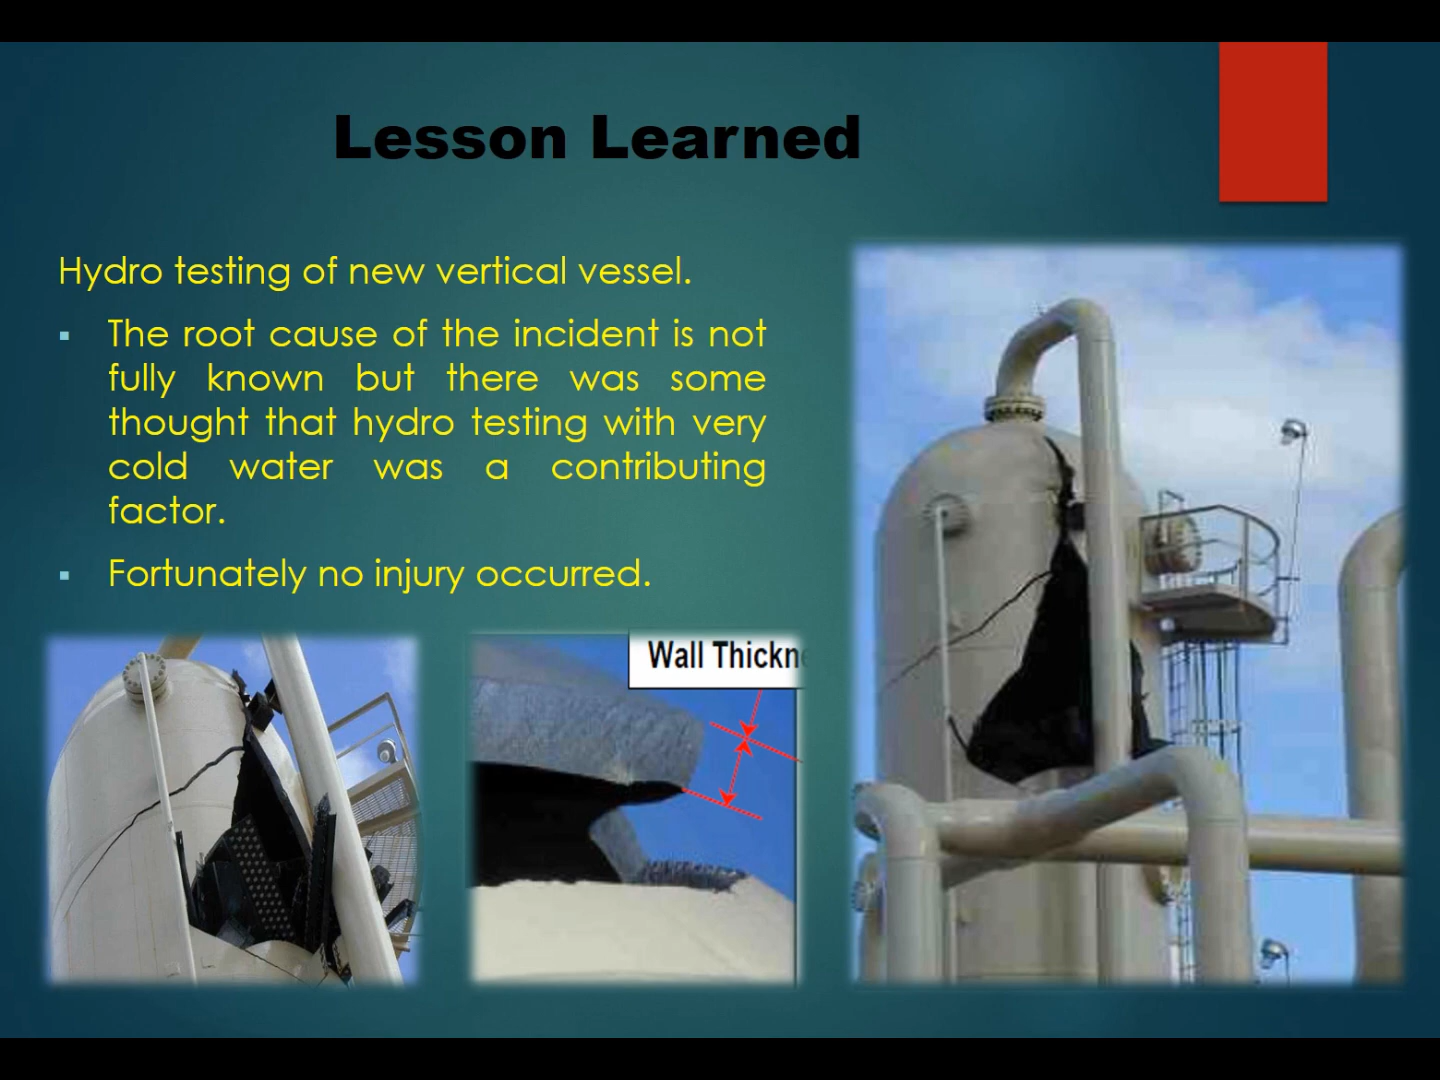 Lesson Learned
Hydro testing of new vertical vessel.
▪ The root cause of the incident is not
fully known but there was some
thought that hydro testing with very
cold water was a contributing
factor.
▪ Fortunately no injury occurred.
Wall Thickne